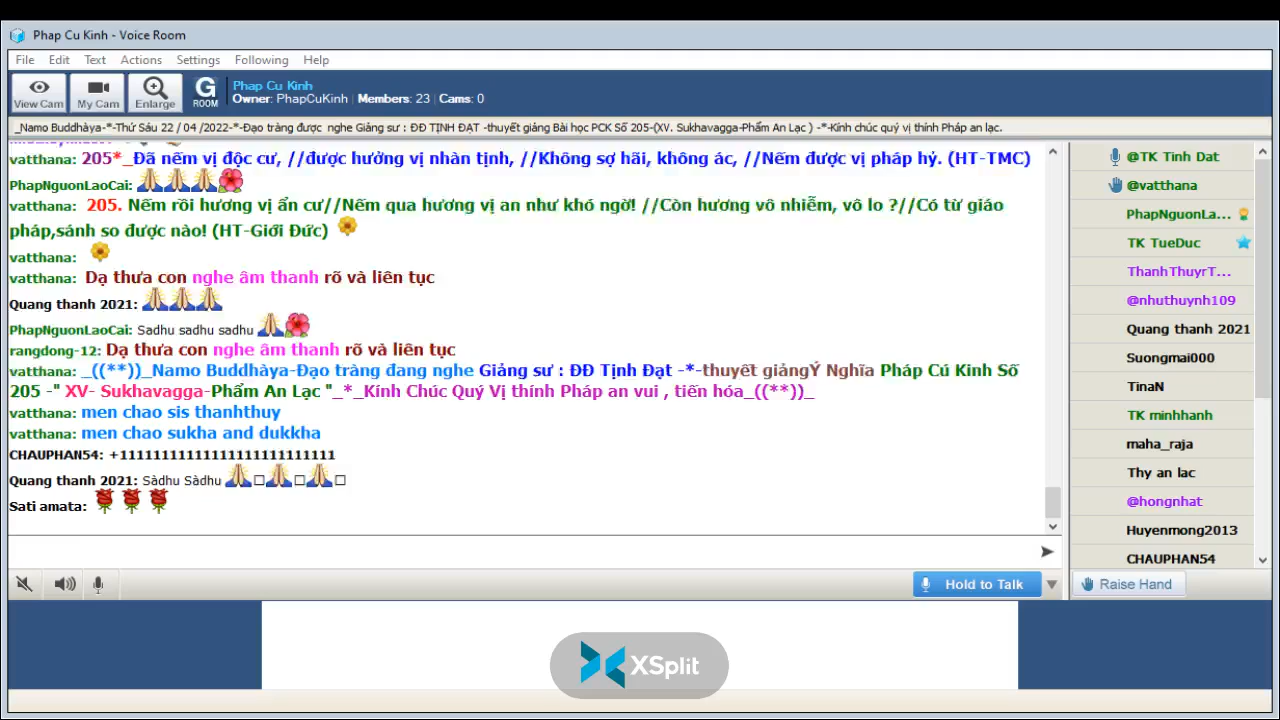 Phap Cu Kinh - Voice Room
File Edit Text Actions Settings Following Help
View Cam
My Cam
Enlarge
G ROOM
Phap Cu Kinh
Owner: PhapCuKinh | Members: 23 | Cams: 0
_Namo Buddhàya-*-Thứ Sáu 22 / 04 /2022-*-Đạo tràng được nghe Giảng sư : ĐĐ TỊNH ĐẠT -thuyết giảng Bài học PCK Số 205-(XV. Sukhavagga-Phẩm An Lạc ) -*-Kính chúc quý vị thính Pháp an lạc.
vatthana: 205*_Đã nếm vị độc cư, //được hưởng vị nhàn tịnh, //Không sợ hãi, không ác, //Nếm được vị pháp hỷ. (HT-TMC)
PhapNguonLaoCai:
vatthana: 205. Nếm rồi hương vị ẩn cư//Nếm qua hương vị an như khó ngờ! //Còn hương vô nhiễm, vô lo ?//Có từ giáo
pháp,sánh so được nào! (HT-Giới Đức)
vatthana:
vatthana: Dạ thưa con nghe âm thanh rõ và liên tục
Quang thanh 2021:
PhapNguonLaoCai: Sadhu sadhu sadhu
rangdong-12: Dạ thưa con nghe âm thanh rõ và liên tục
vatthana: _((**))_Namo Buddhàya-Đạo tràng đang nghe Giảng sư : ĐĐ Tịnh Đạt -*-thuyết giảngÝ Nghĩa Pháp Cú Kinh Số
205 -" XV- Sukhavagga-Phẩm An Lạc "_*_Kính Chúc Quý Vị thính Pháp an vui , tiến hóa_((**))_
vatthana: men chao sis thanhthuy
vatthana: men chao sukha and dukkha
CHAUPHAN54: +11111111111111111111111111
Quang thanh 2021: Sàdhu Sàdhu
Sati amata:
@TK Tinh Dat
@vatthana
PhapNguonLa...
TK TueDuc
ThanhThuyrT...
@nhuthuynh109
Quang thanh 2021
Suongmai000
TinaN
TK minhhanh
maha_raja
Thy an lac
@hongnhat
Huyenmong2013
CHAUPHAN54
Hold to Talk
Raise Hand
XSplit